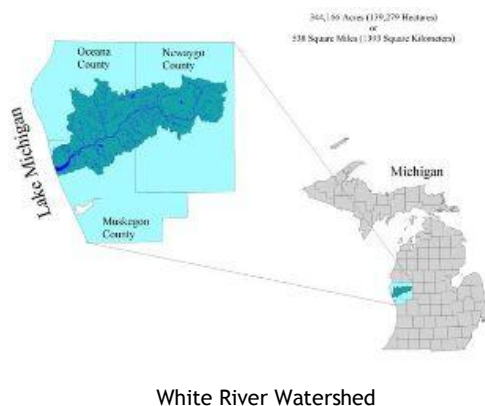 344,166 Acres (139,279 Hectares)
or
538 Square Miles (1393 Square Kilometers)
Oceana
County
Newaygo
County
Lake Michigan
Michigan
Muskegon
County
White River Watershed